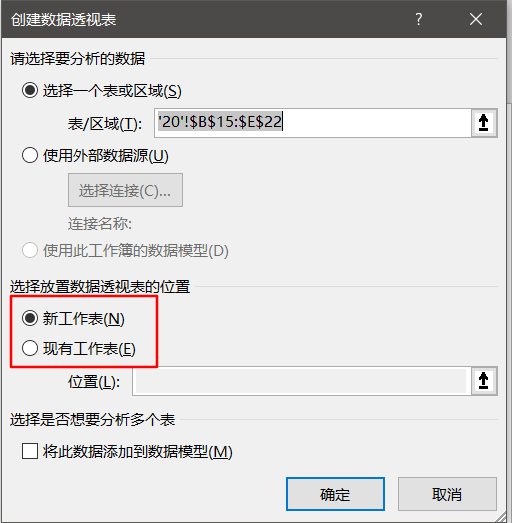 创建数据透视表 ?
请选择要分析的数据
选择一个表或区域(S)
表/区域(T): '20'!$B$15:$E$22
使用外部数据源(U)
选择连接(C)...
连接名称:
使用此工作簿的数据模型(D)
选择放置数据透视表的位置
新工作表(N)
现有工作表(E)
位置(L):
选择是否想要分析多个表
将此数据添加到数据模型(M)
确定 取消